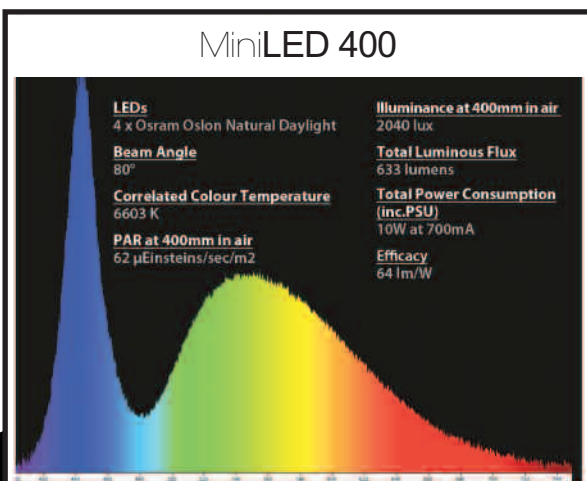 MiniLED 400
LEDs
4 x Osram Oslon Natural Daylight
Beam Angle
80°
Correlated Colour Temperature
6603 K
PAR at 400mm in air
62 µEinsteins/sec/m2
Illuminance at 400mm in air
2040 lux
Total Luminous Flux
633 lumens
Total Power Consumption
(inc.PSU)
10W at 700mA
Efficacy
64 lm/W